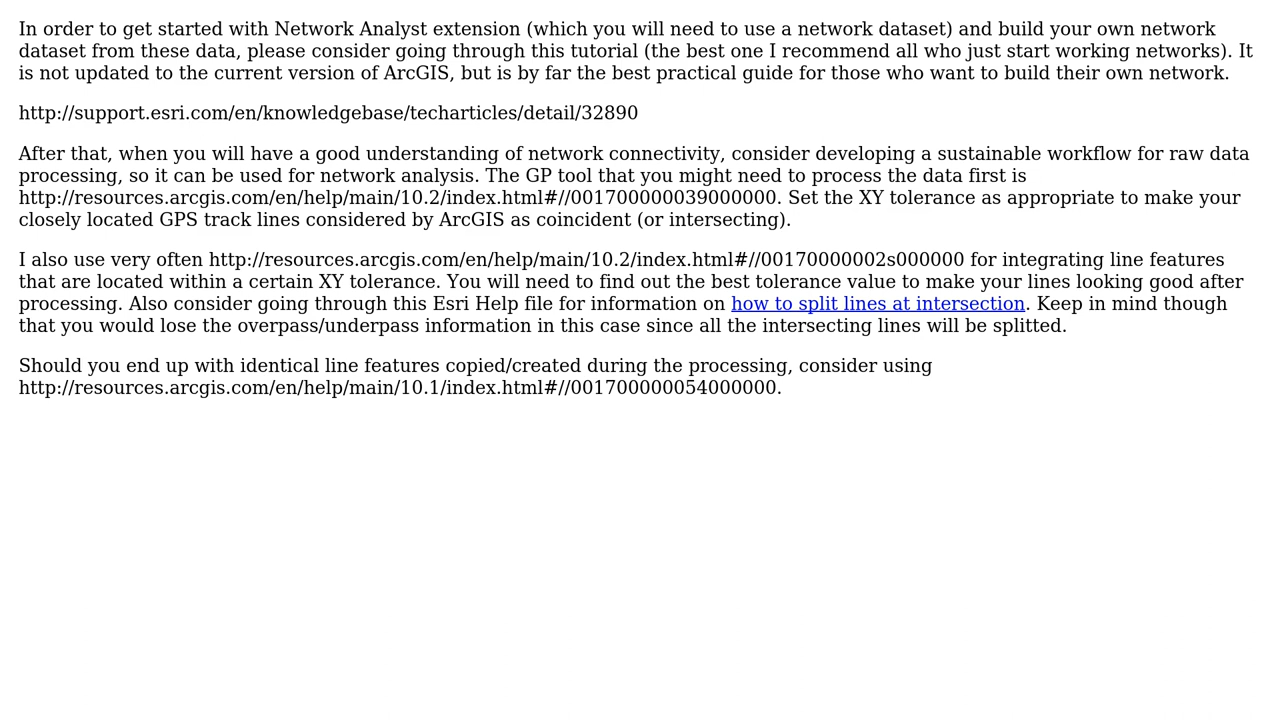 In order to get started with Network Analyst extension (which you will need to use a network dataset) and build your own network
dataset from these data, please consider going through this tutorial (the best one I recommend all who just start working networks). It
is not updated to the current version of ArcGIS, but is by far the best practical guide for those who want to build their own network.
http://support.esri.com/en/knowledgebase/techarticles/detail/32890
After that, when you will have a good understanding of network connectivity, consider developing a sustainable workflow for raw data
processing, so it can be used for network analysis. The GP tool that you might need to process the data first is
http://resources.arcgis.com/en/help/main/10.2/index.html#//001700000039000000. Set the XY tolerance as appropriate to make your
closely located GPS track lines considered by ArcGIS as coincident (or intersecting).
I also use very often http://resources.arcgis.com/en/help/main/10.2/index.html#//00170000002s000000 for integrating line features
that are located within a certain XY tolerance. You will need to find out the best tolerance value to make your lines looking good after
processing. Also consider going through this Esri Help file for information on how to split lines at intersection. Keep in mind though
that you would lose the overpass/underpass information in this case since all the intersecting lines will be splitted.
Should you end up with identical line features copied/created during the processing, consider using
http://resources.arcgis.com/en/help/main/10.1/index.html#//001700000054000000.